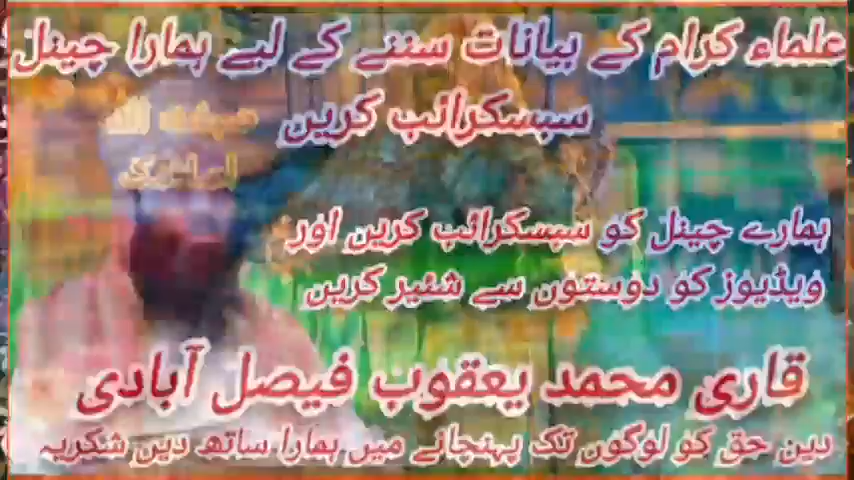 علماء کرام کے بیانات سننے کے لیے ہمارا چینل
سبسکرائب کریں
ہمارے چینل کو سبسکرائب کریں اور
ویڈیوز کو دوستوں سے شئیر کریں
قاری محمد یعقوب فیصل آبادی
دین حق کو لوگوں تک پہنچانے میں ہمارا ساتھ دیں شکریہ